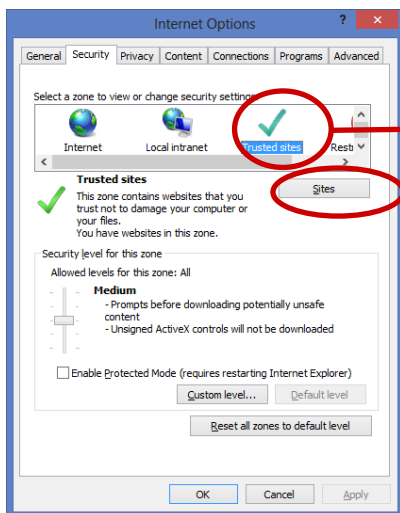 Internet Options
?
×
General Security Privacy Content Connections Programs Advanced
Select a zone to view or change security settings.
Internet Local intranet Trusted sites Restr
Trusted sites
Sites
This zone contains websites that you
trust not to damage your computer or
your files.
You have websites in this zone.
Security level for this zone
Allowed levels for this zone: All
Medium
- Prompts before downloading potentially unsafe
content
- Unsigned ActiveX controls will not be downloaded
Enable Protected Mode (requires restarting Internet Explorer)
Custom level... Default level
Reset all zones to default level
OK Cancel Apply